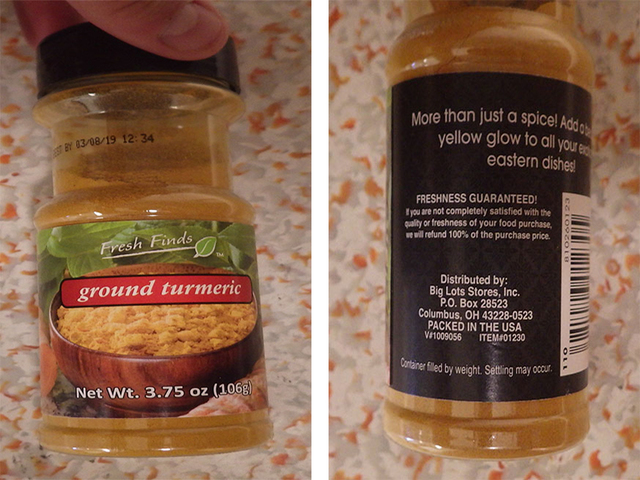 BY 03/08/19 12:34
Fresh Finds
TM
ground turmeric
Net Wt. 3.75 oz (106g)
More than just a spice! Add a
yellow glow to all your
eastern dishes!
FRESHNESS GUARANTEED!
If you are not completely satisfied with the
quality or freshness of your food purchase,
we will refund 100% of the purchase price.
Distributed by:
Big Lots Stores, Inc.
P.O. Box 28523
Columbus, OH 43228-0523
PACKED IN THE USA
V#1009056 ITEM#01230
Container filled by weight. Settling may occur.
110
810260123